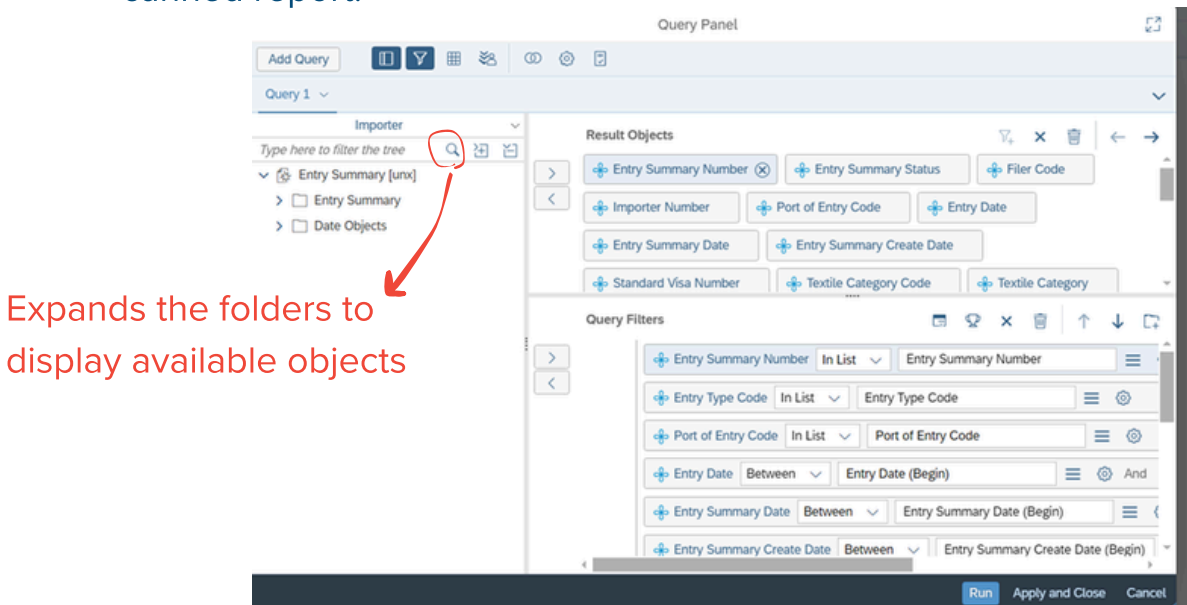 canned report.
Query Panel
Add Query
Query 1
Importer
Type here to filter the tree
Entry Summary [unx]
Entry Summary
Date Objects
Expands the folders to
display available objects
Result Objects
Entry Summary Number
Entry Summary Status
Filer Code
Importer Number
Port of Entry Code
Entry Date
Entry Summary Date
Entry Summary Create Date
Standard Visa Number
Textile Category Code
Textile Category
Query Filters
Entry Summary Number In List Entry Summary Number
Entry Type Code In List Entry Type Code
Port of Entry Code In List Port of Entry Code
Entry Date Between Entry Date (Begin) And
Entry Summary Date Between Entry Summary Date (Begin)
Entry Summary Create Date Between Entry Summary Create Date (Begin)
Run Apply and Close Cancel